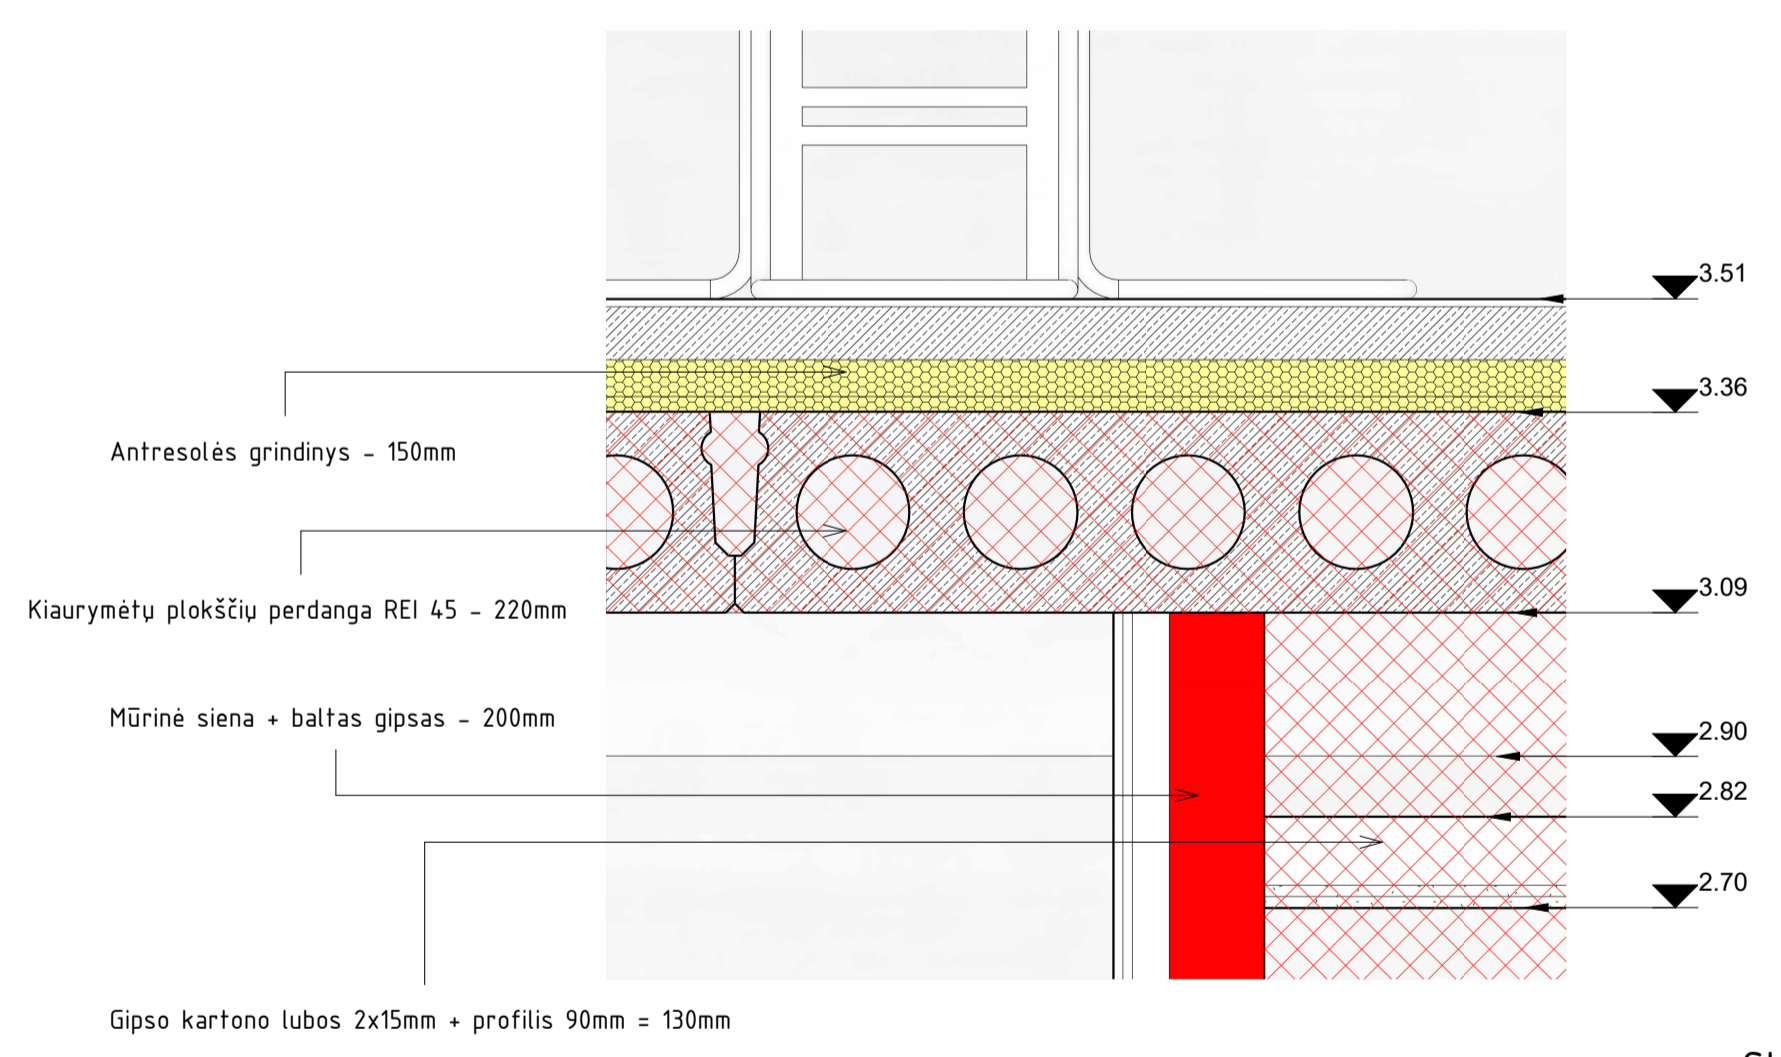 3.51
3.36
Antresolės grindinys - 150mm
3.09
Kiaurymėtų plokščių perdanga REI 45 - 220mm
Mūrinė siena + baltas gipsas - 200mm
2.90
2.82
2.70
Gipso kartono lubos 2x15mm + profilis 90mm = 130mm